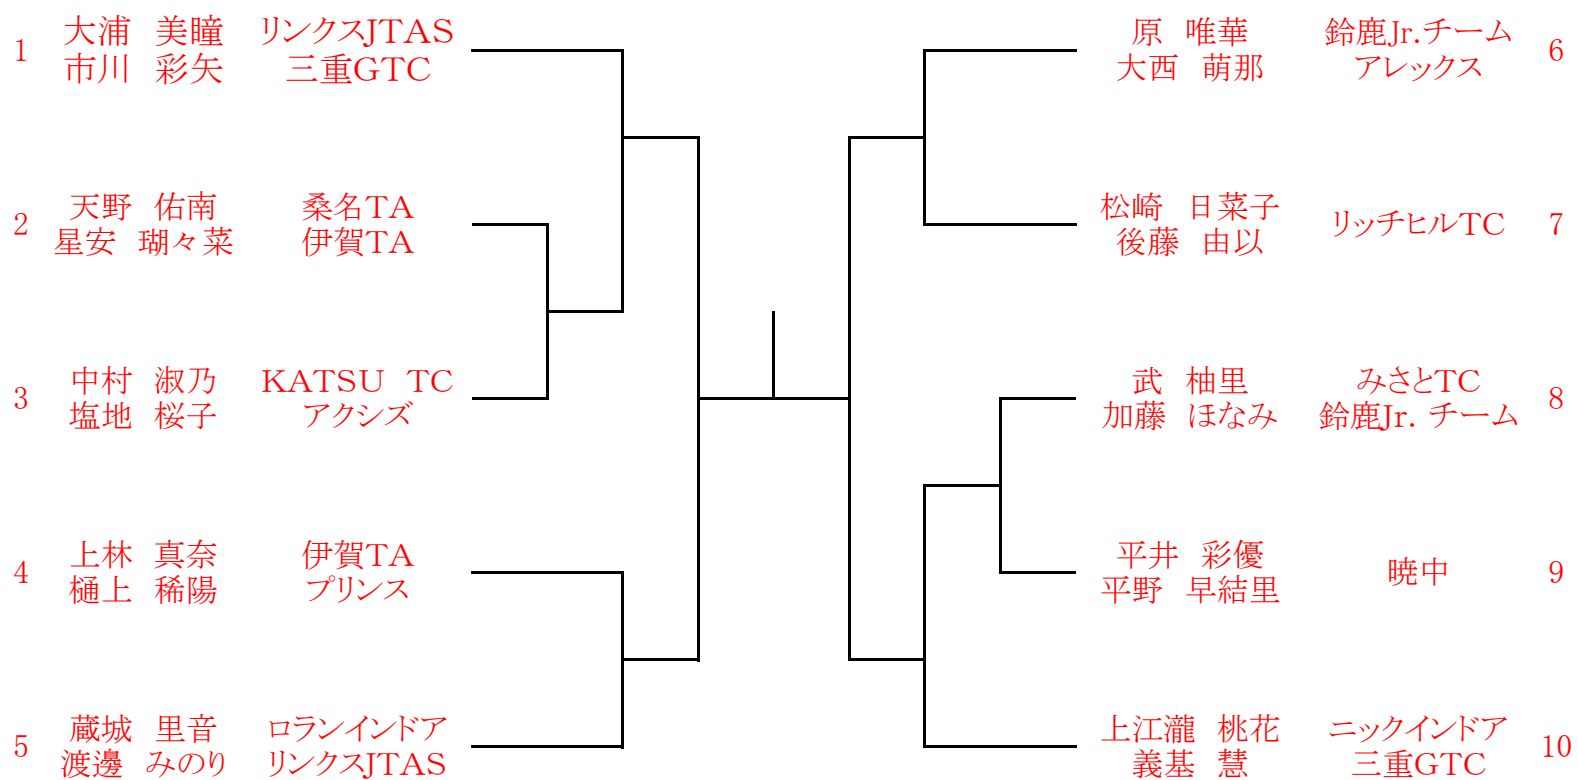 1 大浦 美瞳 リンクスJTAS
市川 彩矢 三重GTC
2 天野 佑南 桑名TA
星安 瑚々菜 伊賀TA
3 中村 淑乃 KATSU TC
塩地 桜子 アクシズ
4 上林 真奈 伊賀TA
樋上 稀陽 プリンス
5 蔵城 里音 ロランインドア
渡邊 みのり リンクスJTAS
原 唯華 鈴鹿Jr.チーム 6
大西 萌那 アレックス
松崎 日菜子 リッチヒルTC 7
後藤 由以
武 柚里 みさとTC 8
加藤 ほなみ 鈴鹿Jr. チーム
平井 彩優 暁中 9
平野 早結里
上江瀧 桃花 ニックインドア 10
義基 慧 三重GTC